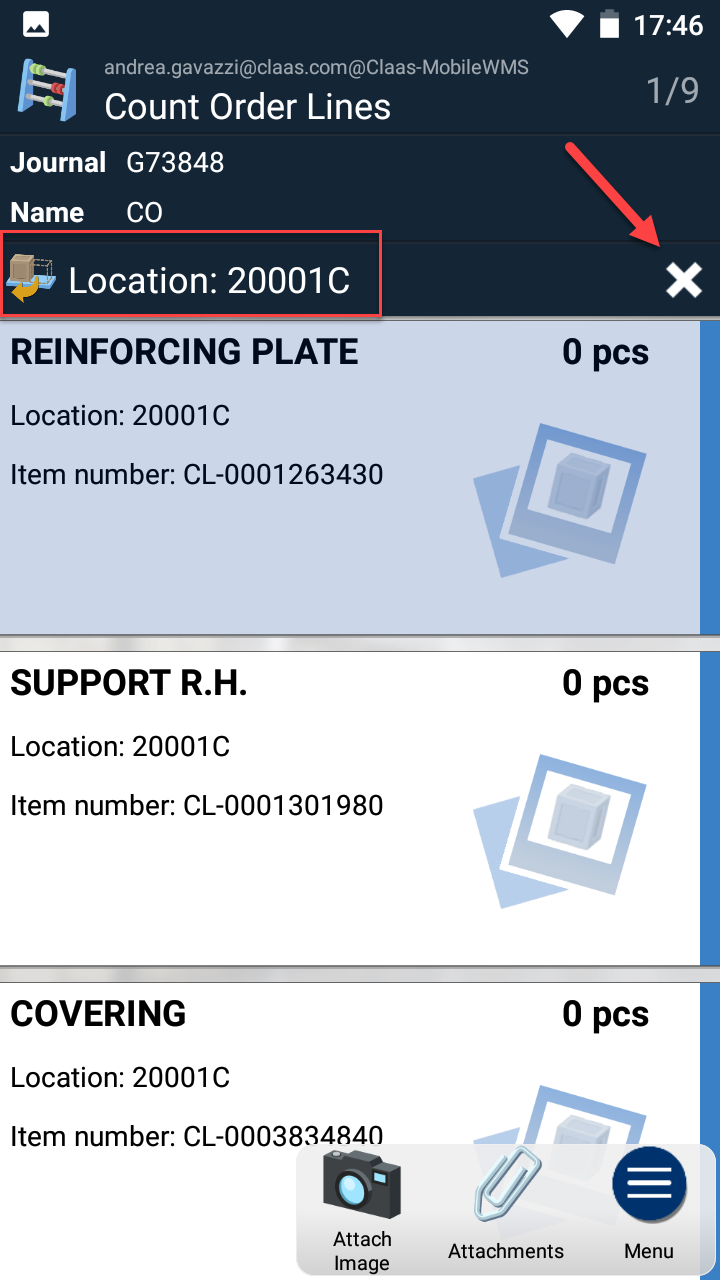 17:46
andrea.gavazzi@claas.com@Claas-MobileWMS
Count Order Lines
1/9
Journal G73848
Name CO
Location: 20001C
REINFORCING PLATE 0 pcs
Location: 20001C
Item number: CL-0001263430
SUPPORT R.H. 0 pcs
Location: 20001C
Item number: CL-0001301980
COVERING 0 pcs
Location: 20001C
Item number: CL-0003834840
Attach
Image
Attachments
Menu